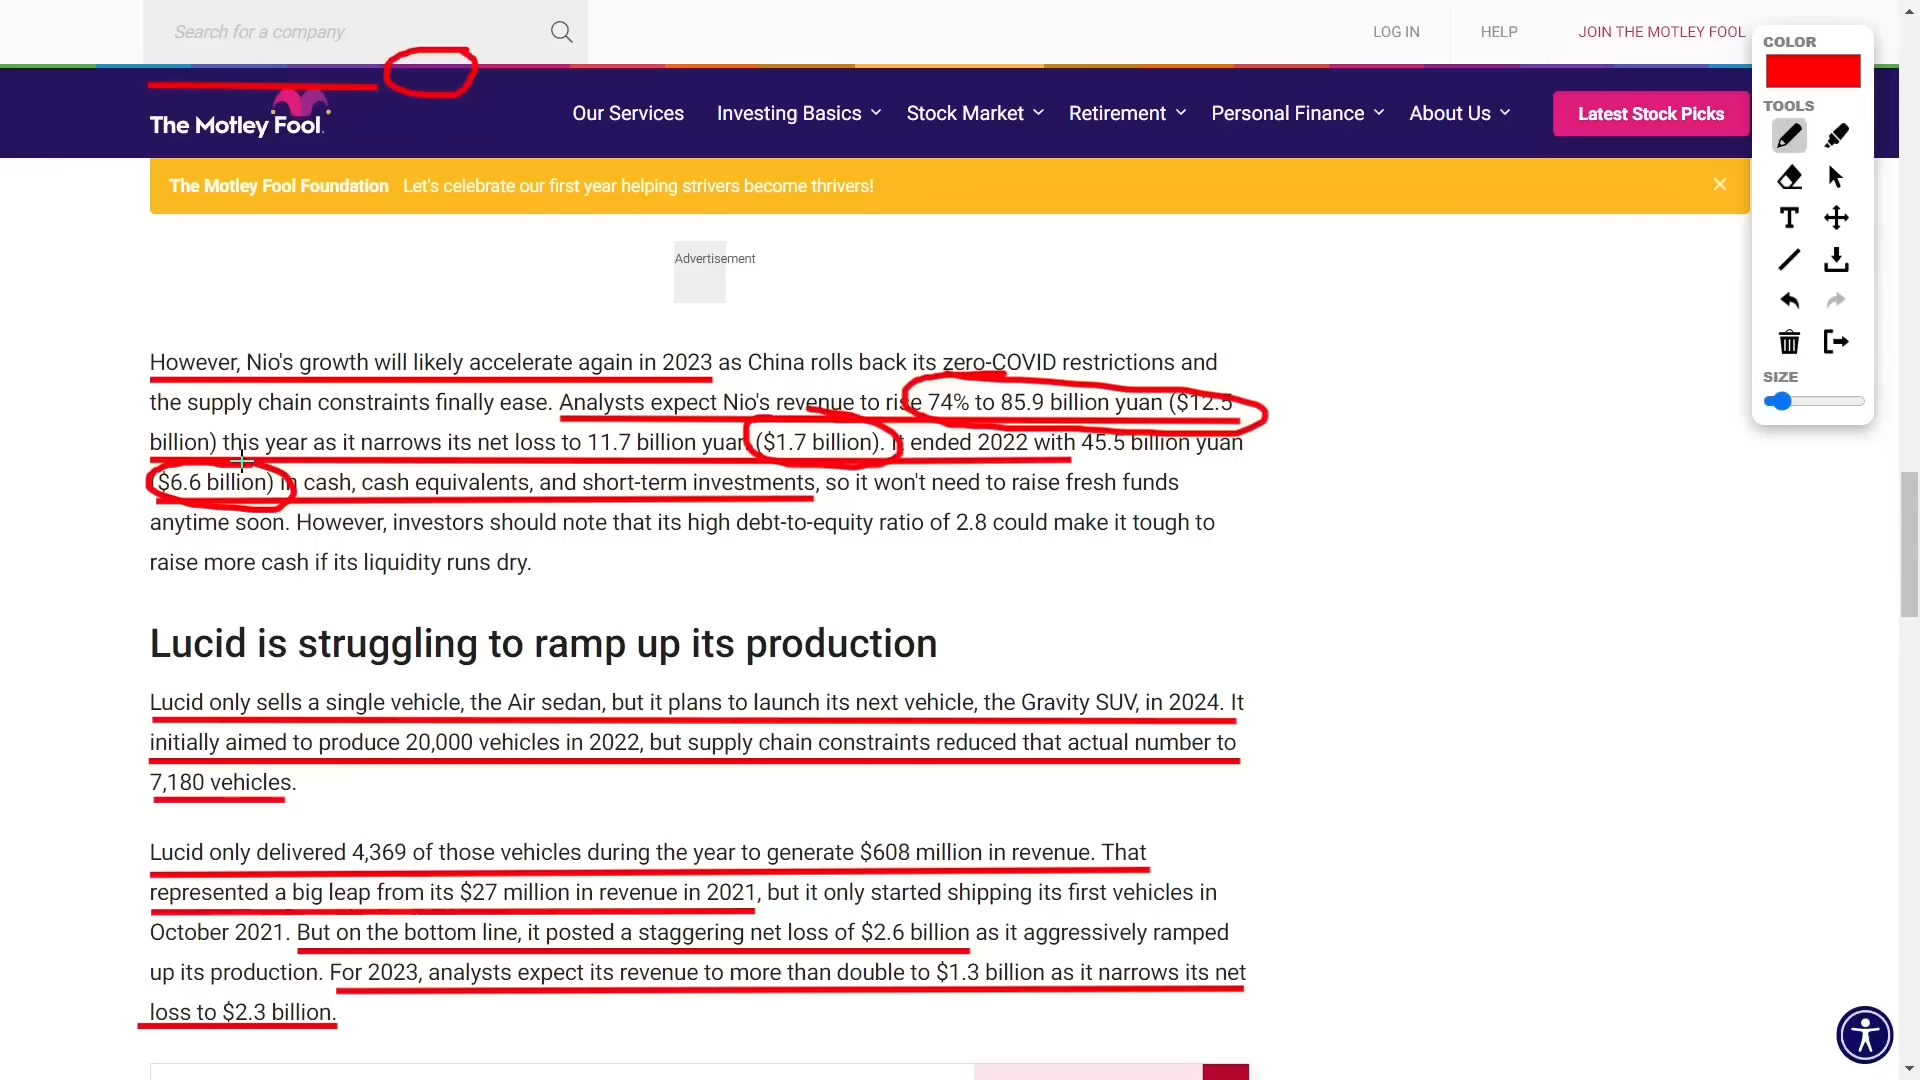 Search for a company
LOG IN
HELP
JOIN THE MOTLEY FOOL
COLOR
TOOLS
SIZE
The Motley Fool.
Our Services
Investing Basics
Stock Market
Retirement
Personal Finance
About Us
Latest Stock Picks
The Motley Fool Foundation Let's celebrate our first year helping strivers become thrivers!
Advertisement
However, Nio's growth will likely accelerate again in 2023 as China rolls back its zero-COVID restrictions and
the supply chain constraints finally ease. Analysts expect Nio's revenue to rise 74% to 85.9 billion yuan ($12.5
billion) this year as it narrows its net loss to 11.7 billion yuan ($1.7 billion). It ended 2022 with 45.5 billion yuan
($6.6 billion) in cash, cash equivalents, and short-term investments, so it won't need to raise fresh funds
anytime soon. However, investors should note that its high debt-to-equity ratio of 2.8 could make it tough to
raise more cash if its liquidity runs dry.
Lucid is struggling to ramp up its production
Lucid only sells a single vehicle, the Air sedan, but it plans to launch its next vehicle, the Gravity SUV, in 2024. It
initially aimed to produce 20,000 vehicles in 2022, but supply chain constraints reduced that actual number to
7,180 vehicles.
Lucid only delivered 4,369 of those vehicles during the year to generate $608 million in revenue. That
represented a big leap from its $27 million in revenue in 2021, but it only started shipping its first vehicles in
October 2021. But on the bottom line, it posted a staggering net loss of $2.6 billion as it aggressively ramped
up its production. For 2023, analysts expect its revenue to more than double to $1.3 billion as it narrows its net
loss to $2.3 billion.